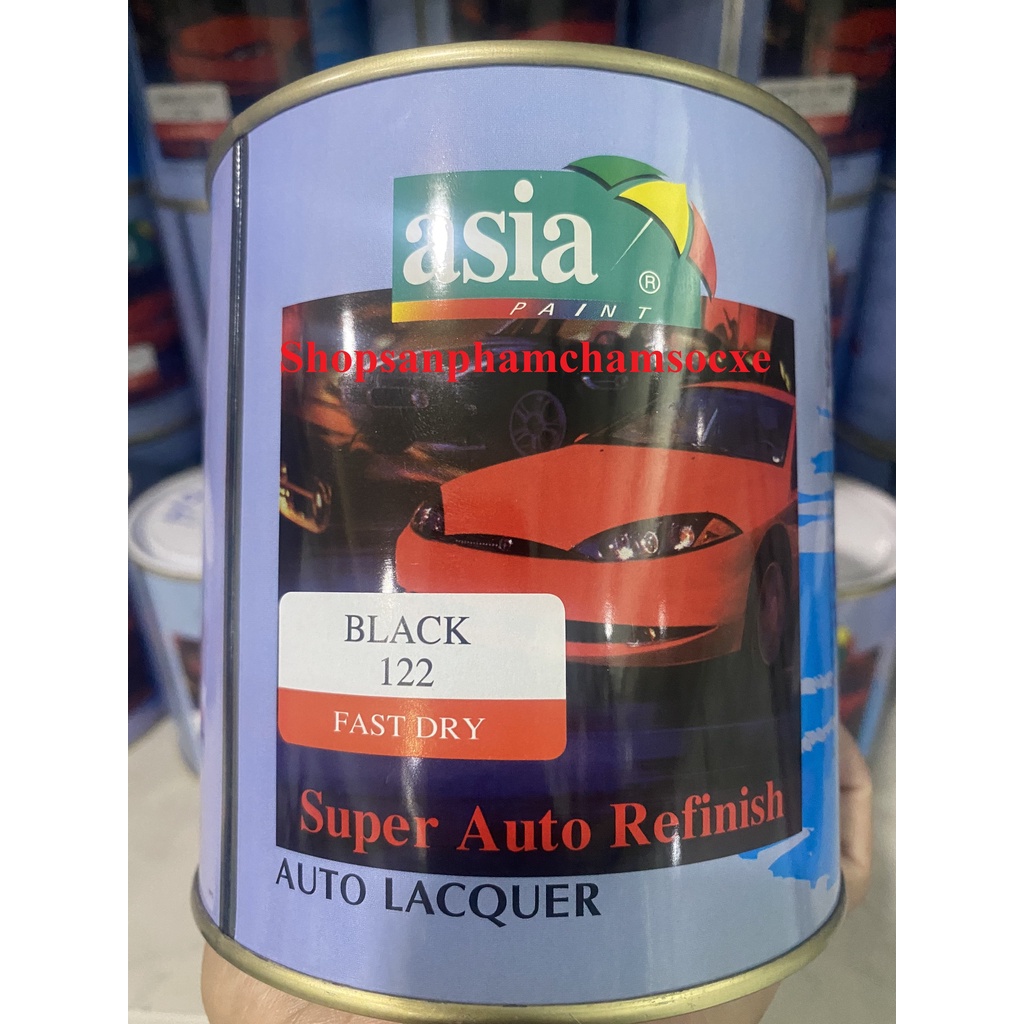 asia
®
PAINT
Shopsanphamchamsocxe
BLACK
122
FAST DRY
Super Auto Refinish
AUTO LACQUER